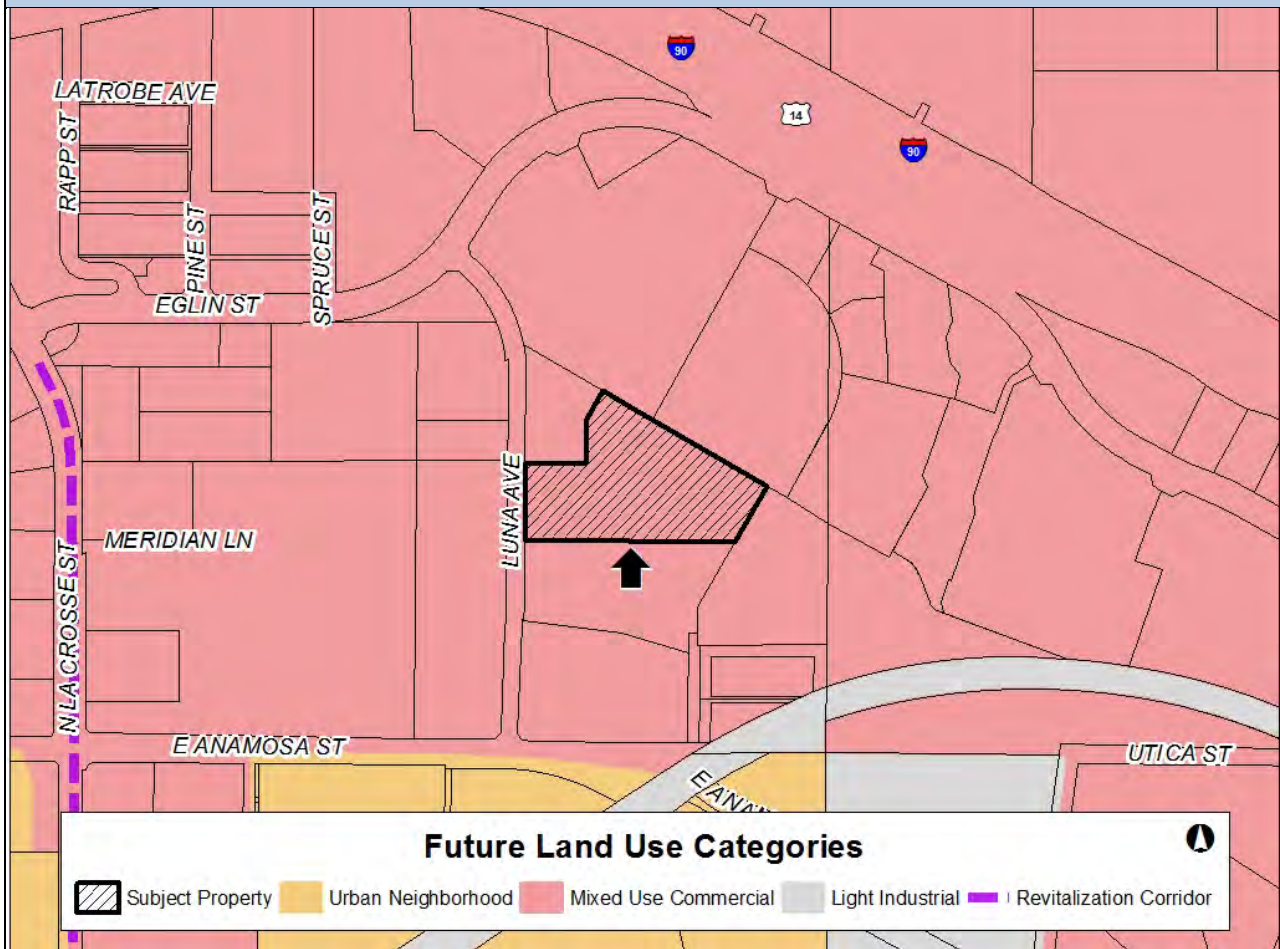 90
14
90
LATROBE AVE
RAPP ST
PINE ST
SPRUCE ST
EGLIN ST
LUNA AVE
MERIDIAN LN
N LA CROSSE ST
E ANAMOSA ST
UTICA ST
E ANAM
Future Land Use Categories
Subject Property Urban Neighborhood Mixed Use Commercial Light Industrial Revitalization Corridor